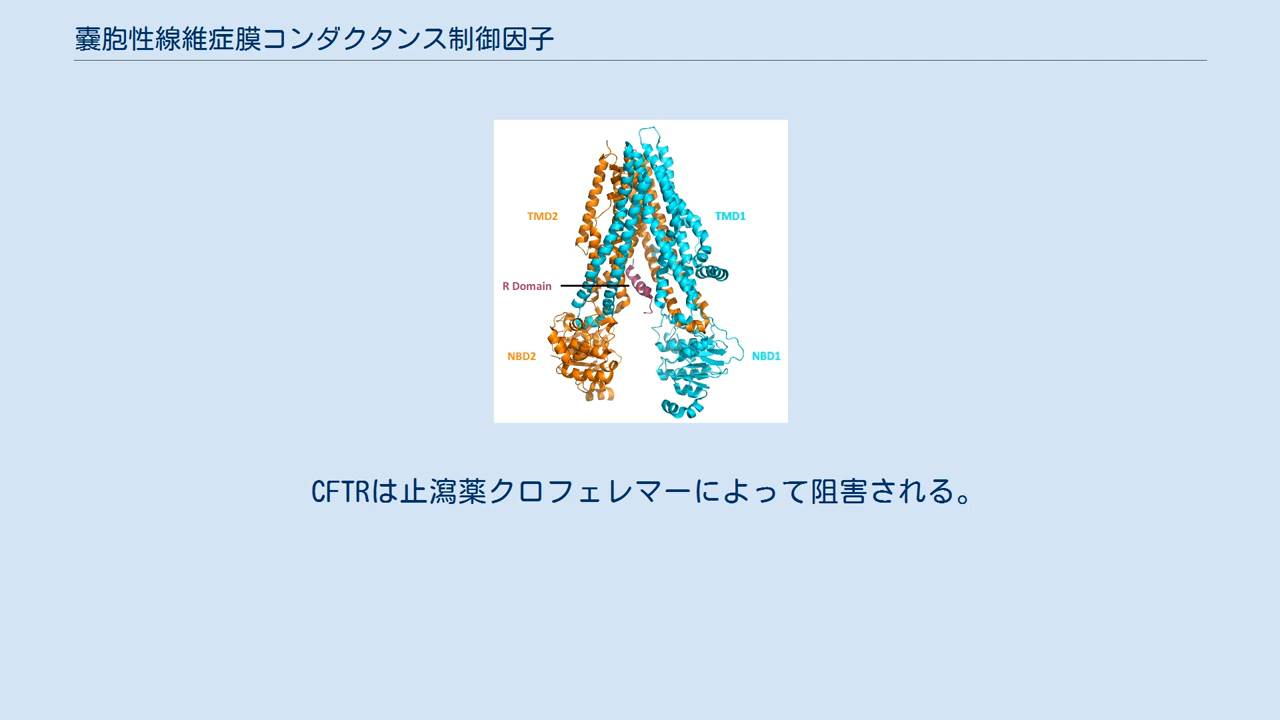 嚢胞性線維症膜コンダクタンス制御因子
TMD2
TMD1
R Domain
NBD2
NBD1
CFTRは止瀉薬クロフェレマーによって阻害される。